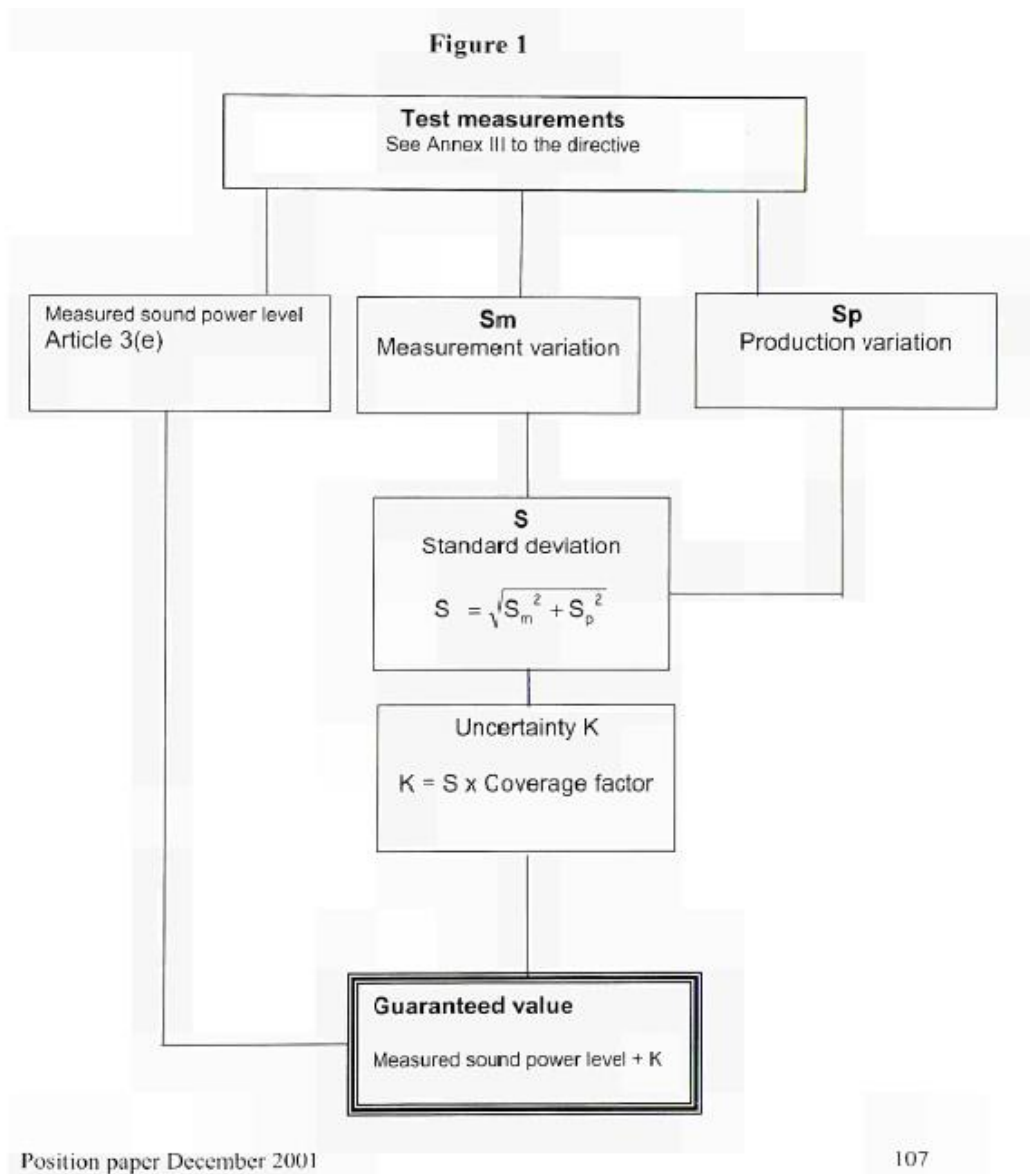 Figure 1
Test measurements
See Annex III to the directive
Measured sound power level
Article 3(e)
Sm
Measurement variation
Sp
Production variation
S
Standard deviation
S = √Sm² + Sp²
Uncertainty K
K = S x Coverage factor
Guaranteed value
Measured sound power level + K
Position paper December 2001
107